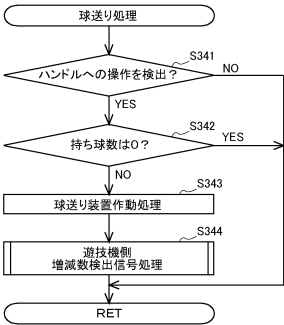 球送り処理
S341
ハンドルへの操作を検出？
NO
YES
S342
持ち球数は0？
YES
NO
S343
球送り装置作動処理
S344
遊技機側
増減数検出信号処理
RET